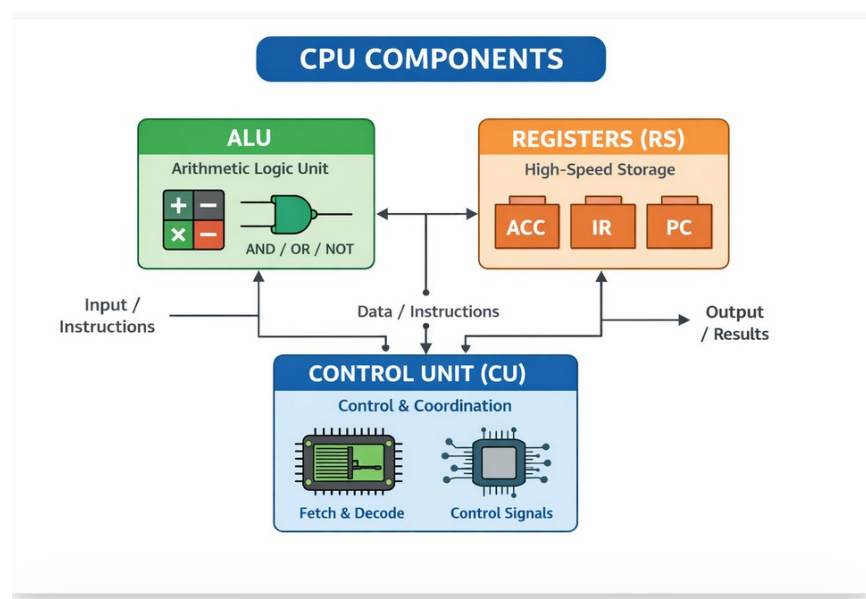 CPU COMPONENTS
ALU
Arithmetic Logic Unit
+ −
× −
AND / OR / NOT
REGISTERS (RS)
High-Speed Storage
ACC IR PC
Input /
Instructions
Data / Instructions
Output
/ Results
CONTROL UNIT (CU)
Control & Coordination
Fetch & Decode
Control Signals